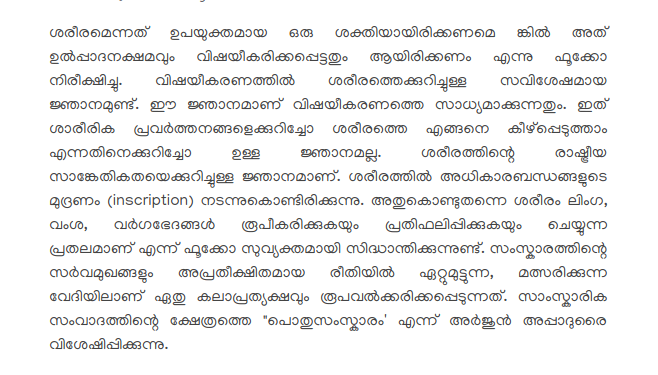 ശരീരമെന്നത് ഉപയുക്തമായ ഒരു ശക്തിയായിരിക്കണമെ ങ്കിൽ അത്
ഉൽപ്പാദനക്ഷമവും വിഷയീകരിക്കപ്പെട്ടതും ആയിരിക്കണം എന്നു ഫൂക്കോ
നിരീക്ഷിച്ചു. വിഷയീകരണത്തിൽ ശരീരത്തെക്കുറിച്ചുള്ള സവിശേഷമായ
ജ്ഞാനമുണ്ട്. ഈ ജ്ഞാനമാണ് വിഷയീകരണത്തെ സാധ്യമാക്കുന്നതും. ഇത്
ശാരീരിക പ്രവർത്തനങ്ങളെക്കുറിച്ചോ ശരീരത്തെ എങ്ങനെ കീഴ്പ്പെടുത്താം
എന്നതിനെക്കുറിച്ചോ ഉള്ള ജ്ഞാനമല്ല. ശരീരത്തിന്റെ രാഷ്ട്രീയ
സാങ്കേതികതയെക്കുറിച്ചുള്ള ജ്ഞാനമാണ്. ശരീരത്തിൽ അധികാരബന്ധങ്ങളുടെ
മുദ്രണം (inscription) നടന്നുകൊണ്ടിരിക്കുന്നു. അതുകൊണ്ടുതന്നെ ശരീരം ലിംഗ,
വംശ, വർഗഭേദങ്ങൾ രൂപീകരിക്കുകയും പ്രതിഫലിപ്പിക്കുകയും ചെയ്യുന്ന
പ്രതലമാണ് എന്ന് ഫൂക്കോ സുവ്യക്തമായി സിദ്ധാന്തിക്കുന്നുണ്ട്. സംസ്കാരത്തിന്റെ
സർവമുഖങ്ങളും അപ്രതീക്ഷിതമായ രീതിയിൽ ഏറ്റുമുട്ടുന്ന, മത്സരിക്കുന്ന
വേദിയിലാണ് ഏതു കലാപ്രത്യക്ഷവും രൂപവൽക്കരിക്കപ്പെടുന്നത്. സാംസ്കാരിക
സംവാദത്തിന്റെ ക്ഷേത്രത്തെ "പൊതുസംസ്കാരം' എന്ന് അർജുൻ അപ്പാദുരൈ
വിശേഷിപ്പിക്കുന്നു.